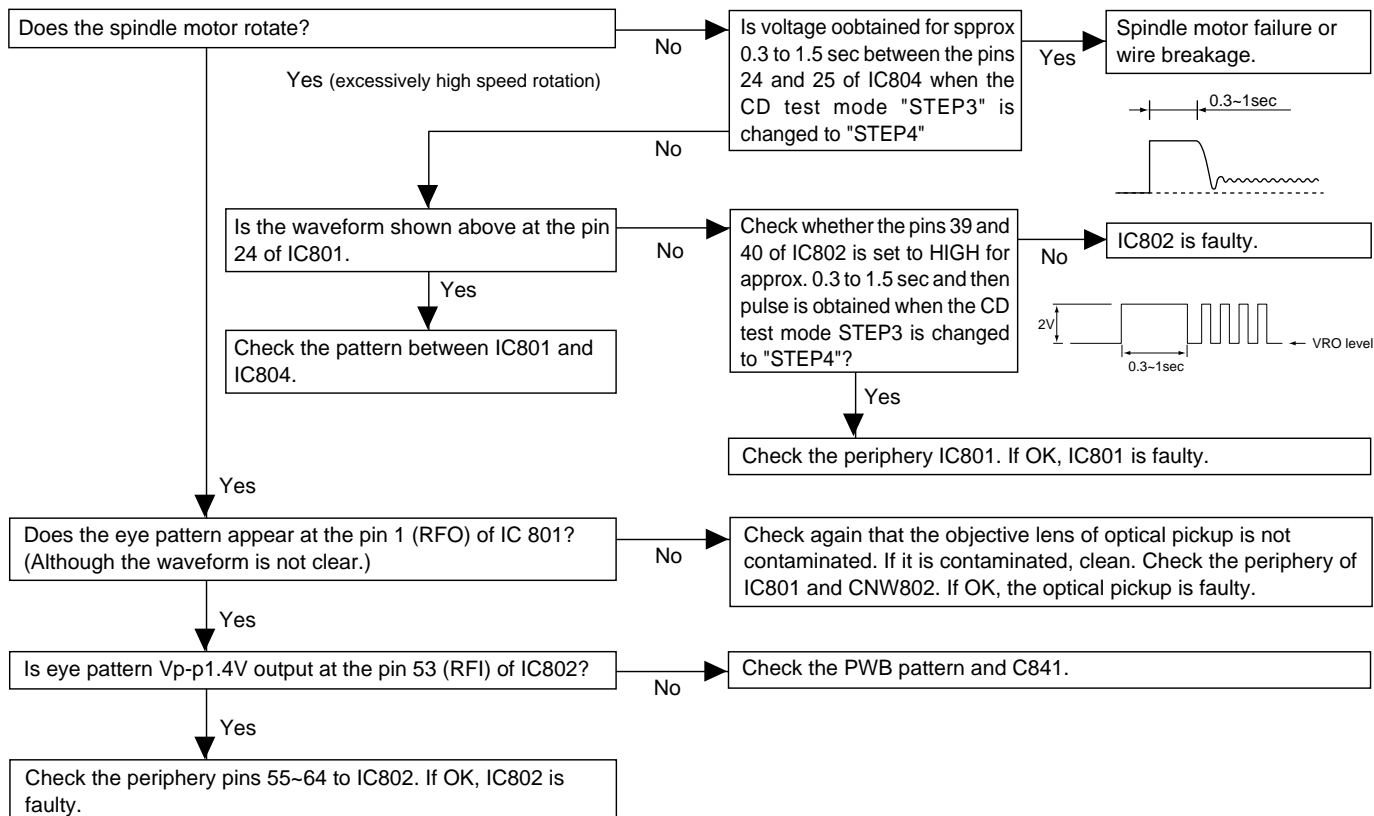 Does the spindle motor rotate?
No
Yes (excessively high speed rotation)
Is voltage oobtained for spprox
0.3 to 1.5 sec between the pins
24 and 25 of IC804 when the
CD test mode "STEP3" is
changed to "STEP4"
Yes
Spindle motor failure or
wire breakage.
0.3~1sec
No
Is the waveform shown above at the pin
24 of IC801.
No
Yes
Check the pattern between IC801 and
IC804.
Check whether the pins 39 and
40 of IC802 is set to HIGH for
approx. 0.3 to 1.5 sec and then
pulse is obtained when the CD
test mode STEP3 is changed
to "STEP4"?
No
IC802 is faulty.
2V
VRO level
0.3~1sec
Yes
Check the periphery IC801. If OK, IC801 is faulty.
Yes
Does the eye pattern appear at the pin 1 (RFO) of IC 801?
(Although the waveform is not clear.)
No
Check again that the objective lens of optical pickup is not
contaminated. If it is contaminated, clean. Check the periphery of
IC801 and CNW802. If OK, the optical pickup is faulty.
Yes
Is eye pattern Vp-p1.4V output at the pin 53 (RFI) of IC802?
No
Check the PWB pattern and C841.
Yes
Check the periphery pins 55~64 to IC802. If OK, IC802 is
faulty.